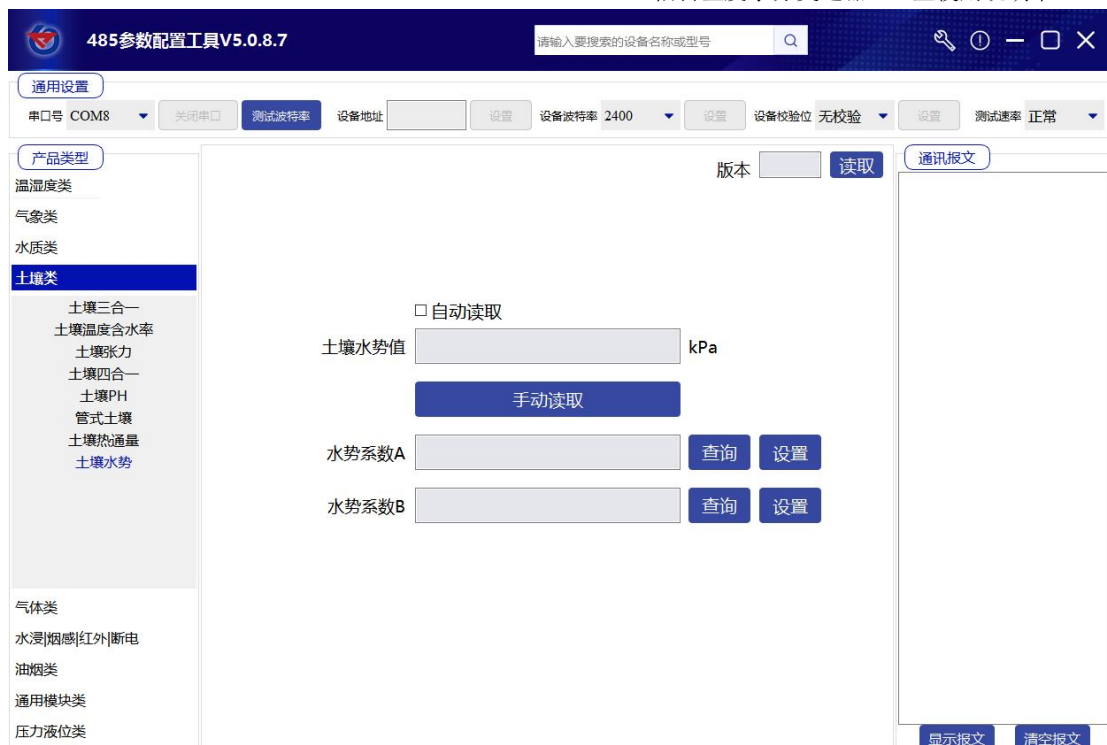 485参数配置工具V5.0.8.7
请输入要搜索的设备名称或型号
通用设置
串口号 COM8 关闭串口 测试波特率 设备地址 设置 设备波特率 2400 设置 设备校验位 无校验 设置 测试速率 正常
产品类型
温湿度类
气象类
水质类
土壤类
土壤三合一
土壤温度含水率
土壤张力
土壤四合一
土壤PH
管式土壤
土壤热通量
土壤水势
气体类
水浸|烟感|红外|断电
油烟类
通用模块类
压力液位类
版本 读取
自动读取
土壤水势值 kPa
手动读取
水势系数A 查询 设置
水势系数B 查询 设置
通讯报文
显示报文 清空报文